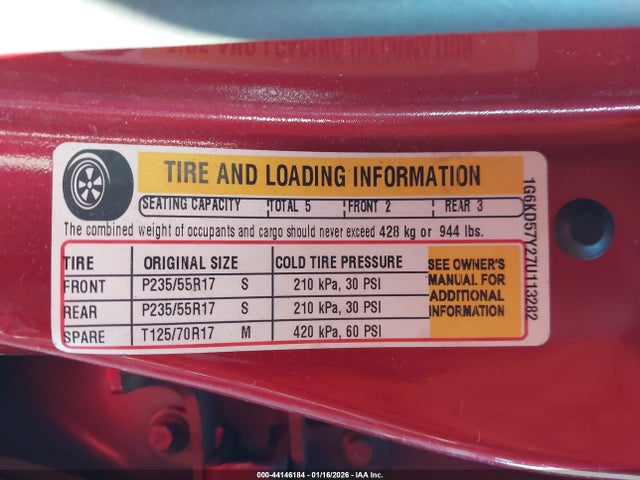 TIRE AND LOADING INFORMATION
SEATING CAPACITY TOTAL 5 FRONT 2 REAR 3
The combined weight of occupants and cargo should never exceed 428 kg or 944 lbs.
TIRE ORIGINAL SIZE COLD TIRE PRESSURE
FRONT P235/55R17 S 210 kPa, 30 PSI
REAR P235/55R17 S 210 kPa, 30 PSI
SPARE T125/70R17 M 420 kPa, 60 PSI
SEE OWNER'S
MANUAL FOR
ADDITIONAL
INFORMATION
1G6KD57Y27U113282
000-44146184 - 01/16/2026 - IAA Inc.